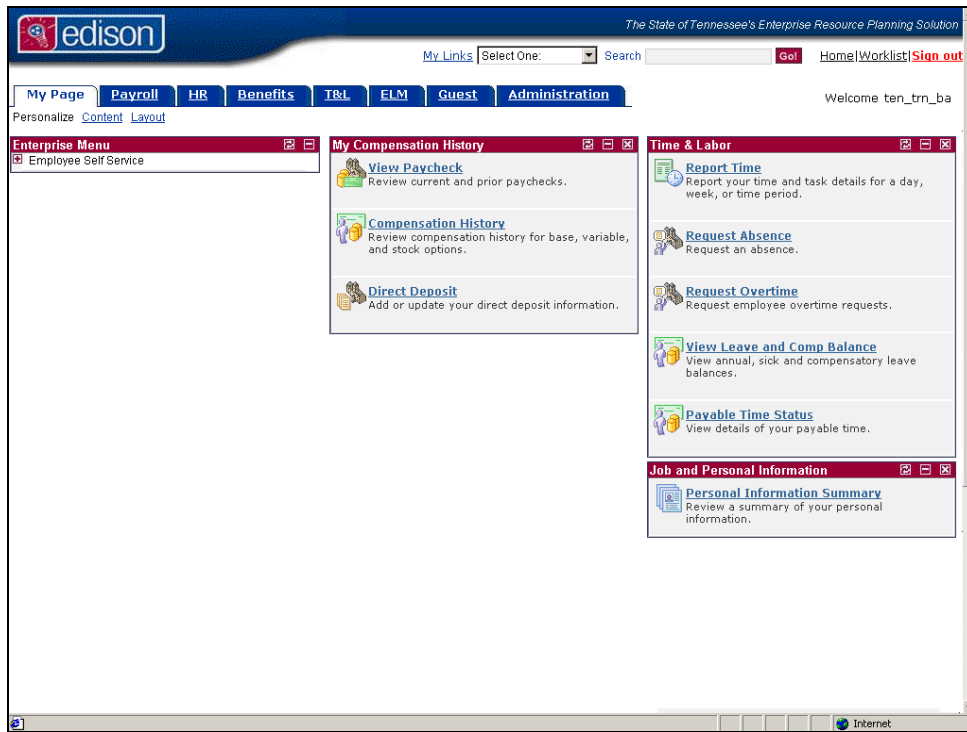 edison
The State of Tennessee's Enterprise Resource Planning Solution
My Links Select One: Search Go! Home|Worklist|Sign out
My Page Payroll HR Benefits T&L ELM Guest Administration
Welcome ten_trn_ba
Personalize Content Layout
Enterprise Menu
Employee Self Service
My Compensation History
View Paycheck
Review current and prior paychecks.
Compensation History
Review compensation history for base, variable,
and stock options.
Direct Deposit
Add or update your direct deposit information.
Time & Labor
Report Time
Report your time and task details for a day,
week, or time period.
Request Absence
Request an absence.
Request Overtime
Request employee overtime requests.
View Leave and Comp Balance
View annual, sick and compensatory leave
balances.
Payable Time Status
View details of your payable time.
Job and Personal Information
Personal Information Summary
Review a summary of your personal
information.
Internet